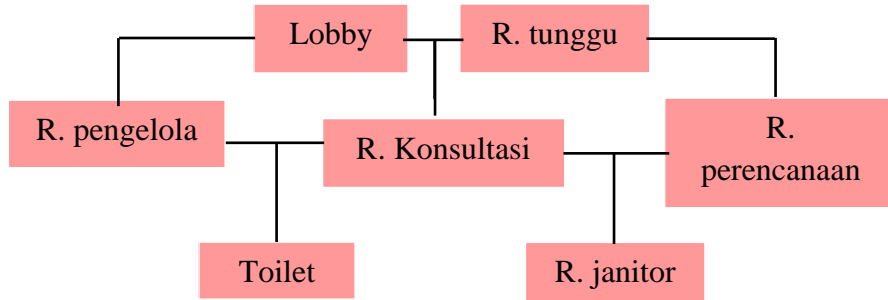 Lobby
R. tunggu
R. pengelola
R. Konsultasi
R.
perencanaan
Toilet
R. janitor